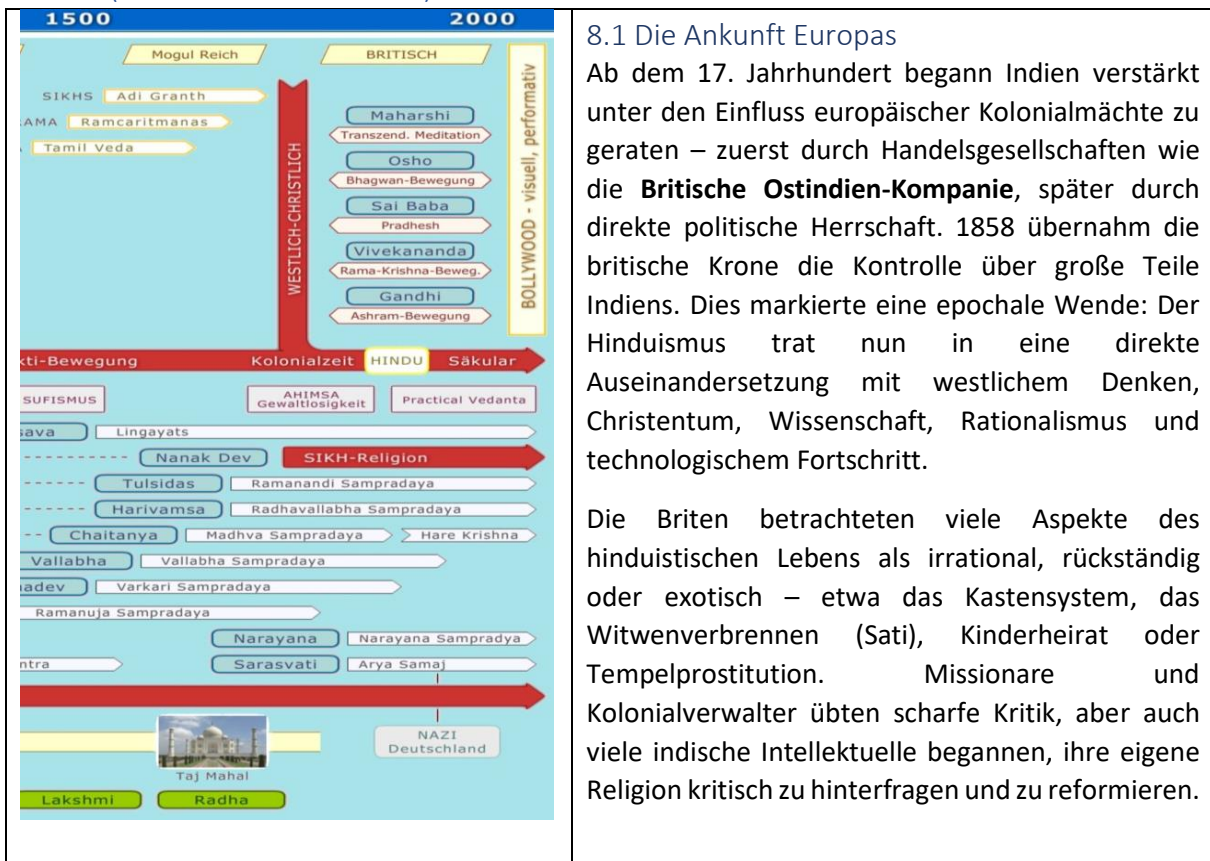 1500
2000
Mogul Reich
BRITISCH
SIKHS
Adi Granth
AMA
Ramcaritmanas
Tamil Veda
WESTLICH-CHRISTLICH
Maharshi
Transzend. Meditation
Osho
Bhagwan-Bewegung
Sai Baba
Pradhesh
Vivekananda
Rama-Krishna-Beweg.
Gandhi
Ashram-Bewegung
BOLLYWOOD - visuell, performativ
kti-Bewegung
Kolonialzeit
HINDU
Säkular
SUFISMUS
AHIMSA
Gewaltlosigkeit
Practical Vedanta
sava
Lingayats
Nanak Dev
SIKH-Religion
Tulsidas
Ramanandi Sampradaya
Harivamsa
Radhavallabha Sampradaya
Chaitanya
Madhva Sampradaya
Hare Krishna
Vallabha
Vallabha Sampradaya
adev
Varkari Sampradaya
Ramanuja Sampradaya
Narayana
Narayana Sampradya
ntra
Sarasvati
Arya Samaj
NAZI
Deutschland
Taj Mahal
Lakshmi
Radha
8.1 Die Ankunft Europas
Ab dem 17. Jahrhundert begann Indien verstärkt
unter den Einfluss europäischer Kolonialmächte zu
geraten – zuerst durch Handelsgesellschaften wie
die Britische Ostindien-Kompanie, später durch
direkte politische Herrschaft. 1858 übernahm die
britische Krone die Kontrolle über große Teile
Indiens. Dies markierte eine epochale Wende: Der
Hinduismus trat nun in eine direkte
Auseinandersetzung mit westlichem Denken,
Christentum, Wissenschaft, Rationalismus und
technologischem Fortschritt.
Die Briten betrachteten viele Aspekte des
hinduistischen Lebens als irrational, rückständig
oder exotisch – etwa das Kastensystem, das
Witwenverbrennen (Sati), Kinderheirat oder
Tempelprostitution. Missionare und
Kolonialverwalter übten scharfe Kritik, aber auch
viele indische Intellektuelle begannen, ihre eigene
Religion kritisch zu hinterfragen und zu reformieren.